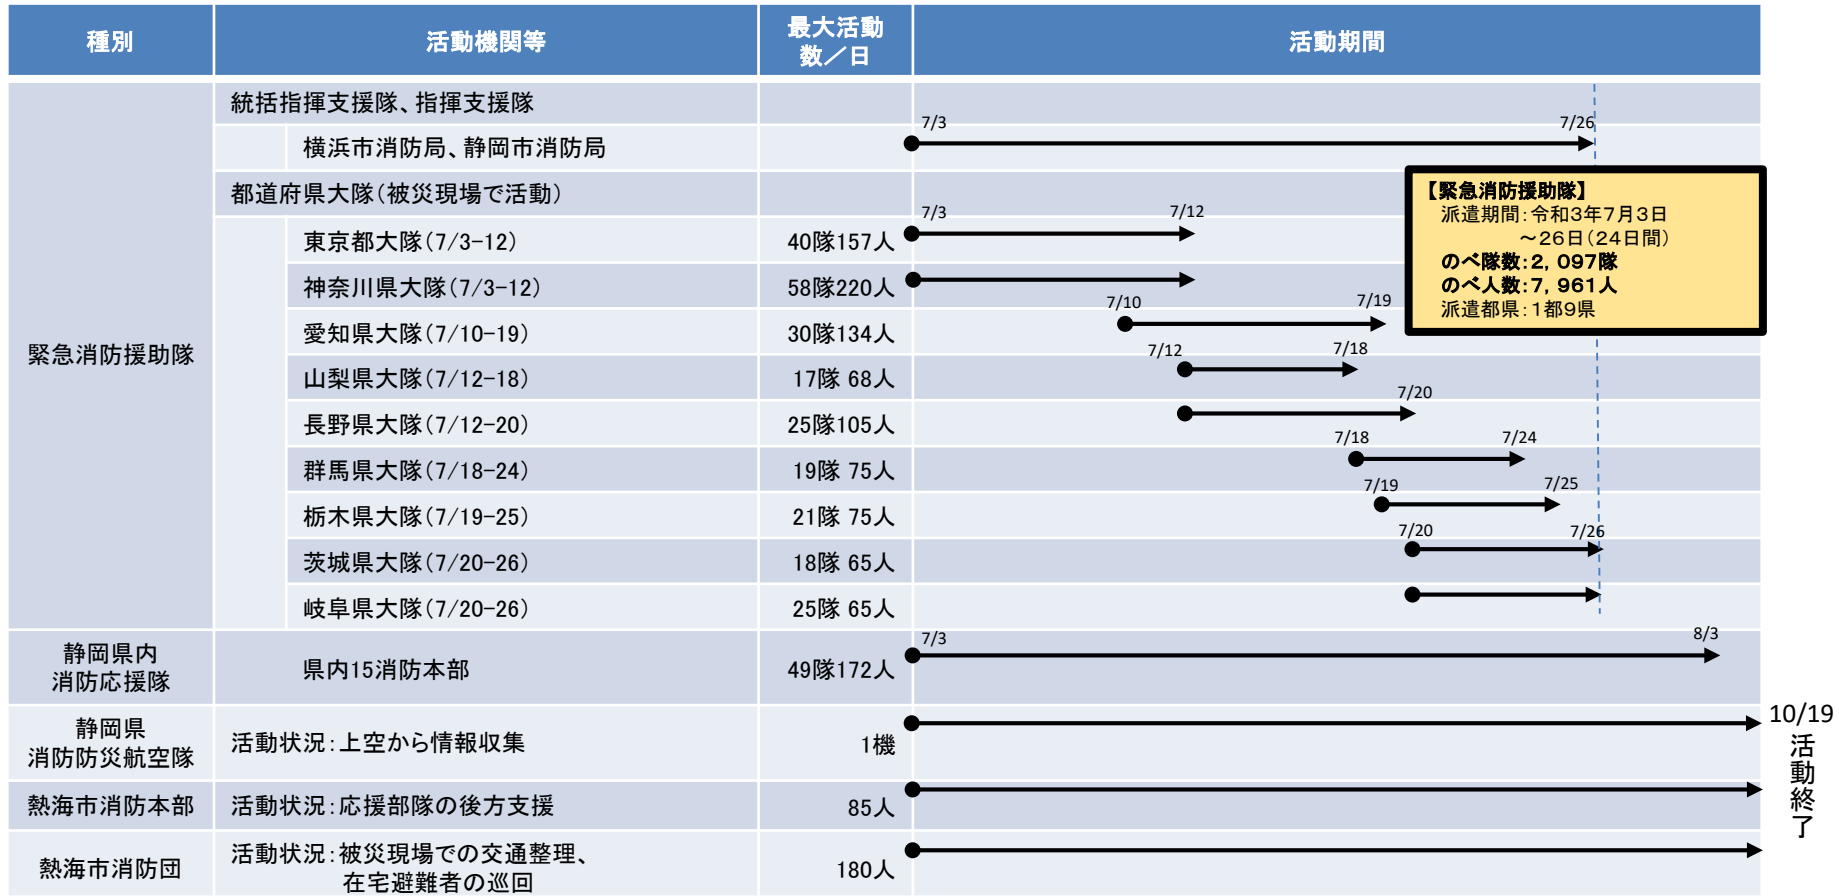 種別
活動機関等
最大活動
数／日
活動期間
緊急消防援助隊
統括指揮支援隊、指揮支援隊
横浜市消防局、静岡市消防局
7/3
7/26
都道府県大隊(被災現場で活動)
東京都大隊(7/3-12)
40隊157人
7/3
7/12
神奈川県大隊(7/3-12)
58隊220人
愛知県大隊(7/10-19)
30隊134人
7/10
7/19
山梨県大隊(7/12-18)
17隊 68人
7/12
7/18
長野県大隊(7/12-20)
25隊105人
7/20
群馬県大隊(7/18-24)
19隊 75人
7/18
7/24
栃木県大隊(7/19-25)
21隊 75人
7/19
7/25
茨城県大隊(7/20-26)
18隊 65人
7/20
7/26
岐阜県大隊(7/20-26)
25隊 65人
【緊急消防援助隊】
派遣期間:令和3年7月3日
～26日(24日間)
のべ隊数:2，097隊
のべ人数:7，961人
派遣都県:1都9県
静岡県内
消防応援隊
県内15消防本部
49隊172人
7/3
8/3
静岡県
消防防災航空隊
活動状況:上空から情報収集
1機
熱海市消防本部
活動状況:応援部隊の後方支援
85人
熱海市消防団
活動状況:被災現場での交通整理、
在宅避難者の巡回
180人
10/19
活動終了